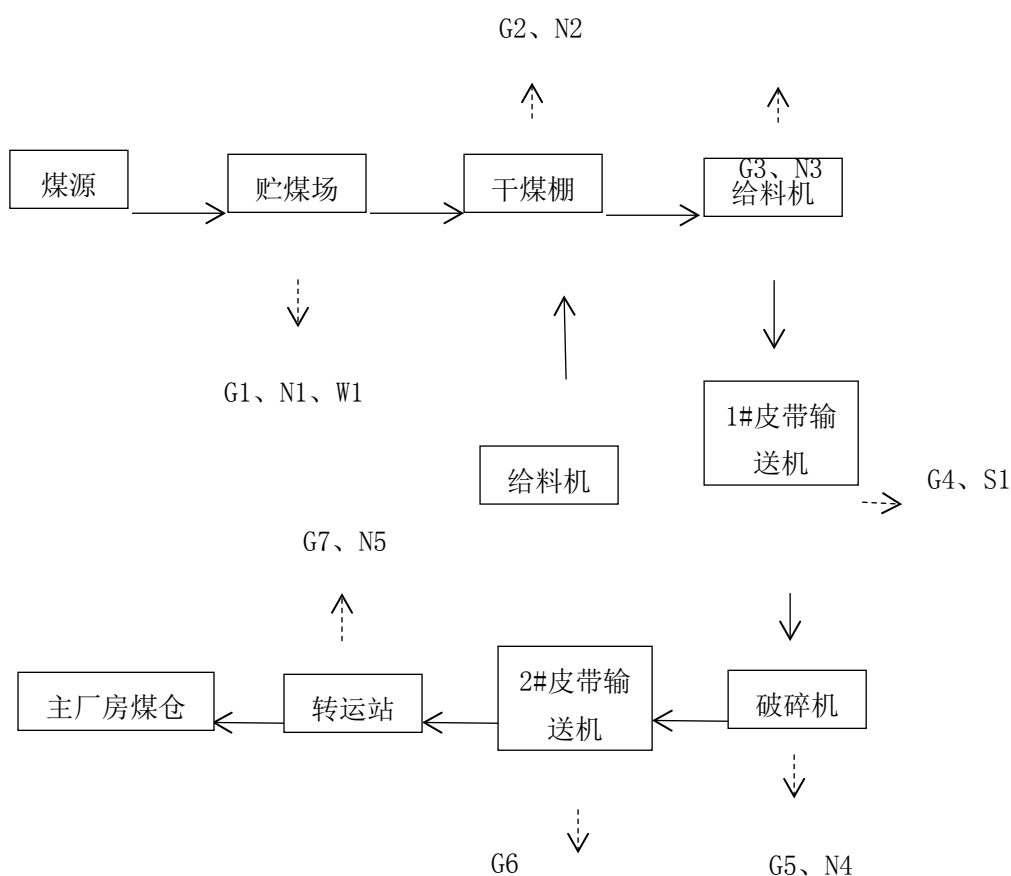 G2、N2
煤源
贮煤场
干煤棚
G3、N3
给料机
G1、N1、W1
1#皮带输
送机
给料机
G4、S1
G7、N5
主厂房煤仓
转运站
2#皮带输
送机
破碎机
G6
G5、N4